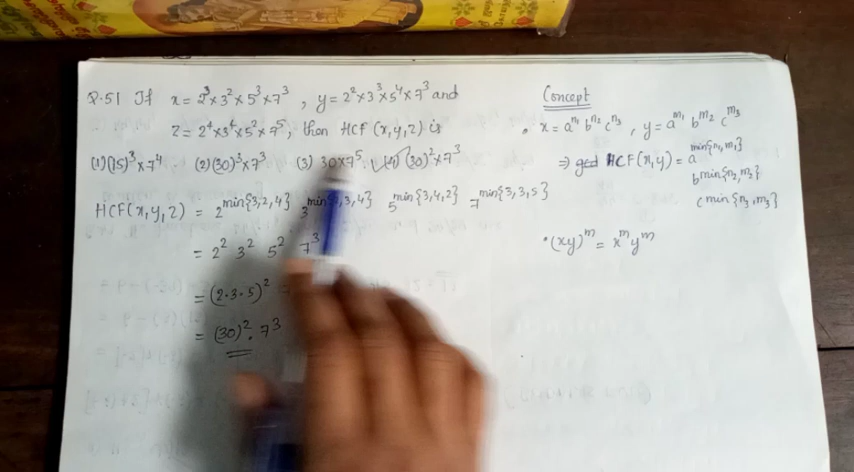 Q.51 If x = 2³ × 3² × 5³ × 7³ , y = 2² × 3³ × 5⁴ × 7³ and
z = 2⁴ × 3⁴ × 5² × 7⁵, then HCF (x, y, z) is
(1) (15)³ × 7⁴ (2) (30)³ × 7³ (3) 30 × 7⁵ (4) (30)² × 7³
HCF(x, y, z) = 2^min{3,2,4} 3^min{ ,3,4} 5^min{3,4,2} 7^min{3,3,5}
= 2² 3² 5² 7³
= (2·3·5)²
= (30)² · 7³
Concept
• x = a^n₁ b^n₂ c^n₃ , y = a^m₁ b^m₂ c^m₃
⇒ HCF(x,y) = a^min{n₁,m₁}
b^min{n₂,m₂}
c^min{n₃,m₃}
• (xy)^m = x^m y^m